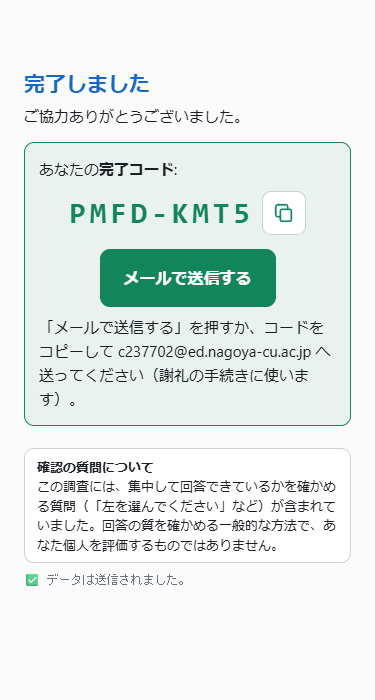 完了しました
ご協力ありがとうございました。
あなたの完了コード:
PMFD-KMT5
メールで送信する
「メールで送信する」を押すか、コードを
コピーして c237702@ed.nagoya-cu.ac.jp へ
送ってください（謝礼の手続きに使いま
す）。
確認の質問について
この調査には、集中して回答できているかを確かめ
る質問（「左を選んでください」など）が含まれて
いました。回答の質を確かめる一般的な方法で、あ
なた個人を評価するものではありません。
✅ データは送信されました。